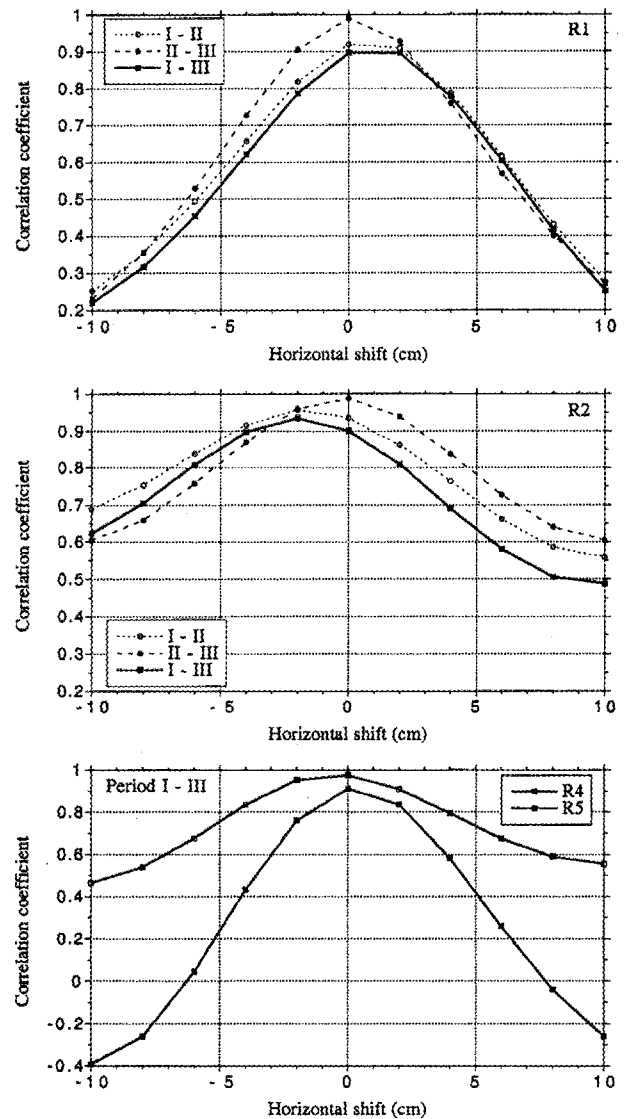 R1
I - II
II - III
I - III
Correlation coefficient
1
0.9
0.8
0.7
0.6
0.5
0.4
0.3
0.2
-10
-5
0
5
10
Horizontal shift (cm)
R2
Correlation coefficient
1
0.9
0.8
0.7
0.6
0.5
0.4
0.3
0.2
I - II
II - III
I - III
-10
-5
0
5
10
Horizontal shift (cm)
Period I - III
R4
R5
Correlation coefficient
1
0.8
0.6
0.4
0.2
0
-0.2
-0.4
-10
-5
0
5
10
Horizontal shift (cm)